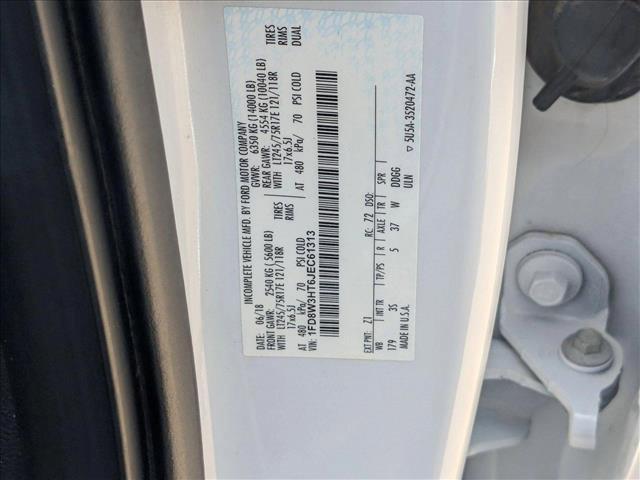 INCOMPLETE VEHICLE MFD. BY FORD MOTOR COMPANY
DATE: 06/18 GVWR: 6350 KG (14000 LB)
FRONT GAWR: 2540 KG (5600 LB) REAR GAWR: 4554 KG (10040 LB)
WITH LT245/75R17E 121/118R TIRES WITH LT245/75R17E 121/118R TIRES
17x6.5J RIMS 17x6.5J RIMS
AT 480 kPa/ 70 PSI COLD AT 480 kPa/ 70 PSI COLD DUAL
VIN: 1FD8W3HT6JEC61313
EXT PNT: Z1 RC: 72 DSO:
WB INT TR TP/PS R AXLE TR SPR
179 3S 5 37 W DDGG
MADE IN U.S.A. ULN
▽ 5U5A-3520472-AA